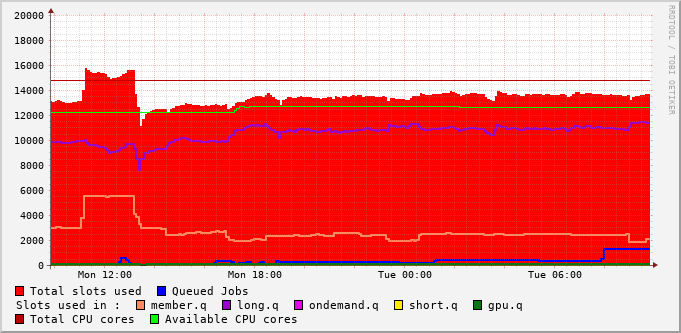 20000
18000
16000
14000
12000
10000
8000
6000
4000
2000
0
Mon 12:00 Mon 18:00 Tue 00:00 Tue 06:00
Total slots used Queued Jobs
Slots used in : member.q long.q ondemand.q short.q gpu.q
Total CPU cores Available CPU cores
RRDTOOL / TOBI OETIKER